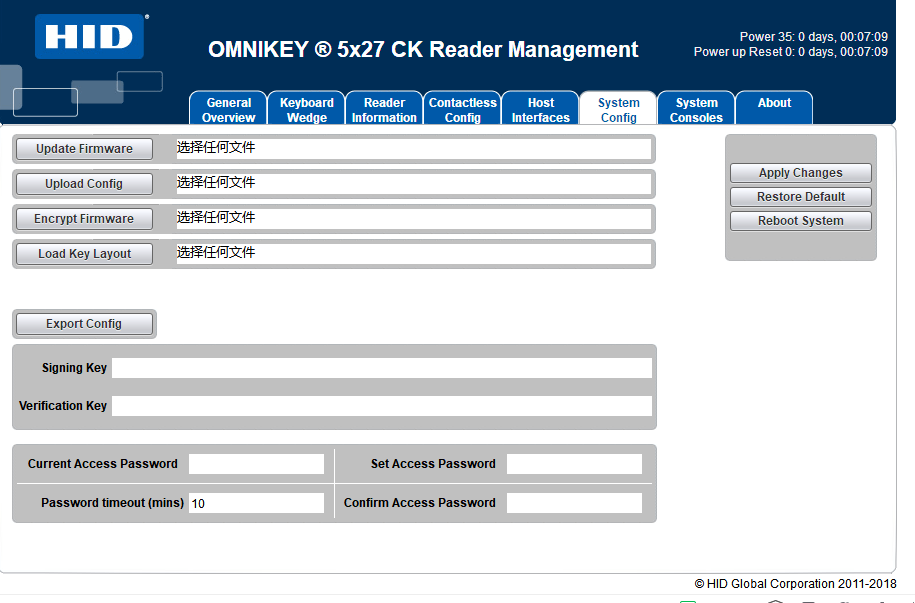 HID®
OMNIKEY ® 5x27 CK Reader Management
Power 35: 0 days, 00:07:09
Power up Reset 0: 0 days, 00:07:09
General Overview
Keyboard Wedge
Reader Information
Contactless Config
Host Interfaces
System Config
System Consoles
About
Update Firmware 选择任何文件
Upload Config 选择任何文件
Encrypt Firmware 选择任何文件
Load Key Layout 选择任何文件
Apply Changes
Restore Default
Reboot System
Export Config
Signing Key
Verification Key
Current Access Password
Set Access Password
Password timeout (mins) 10
Confirm Access Password
© HID Global Corporation 2011-2018